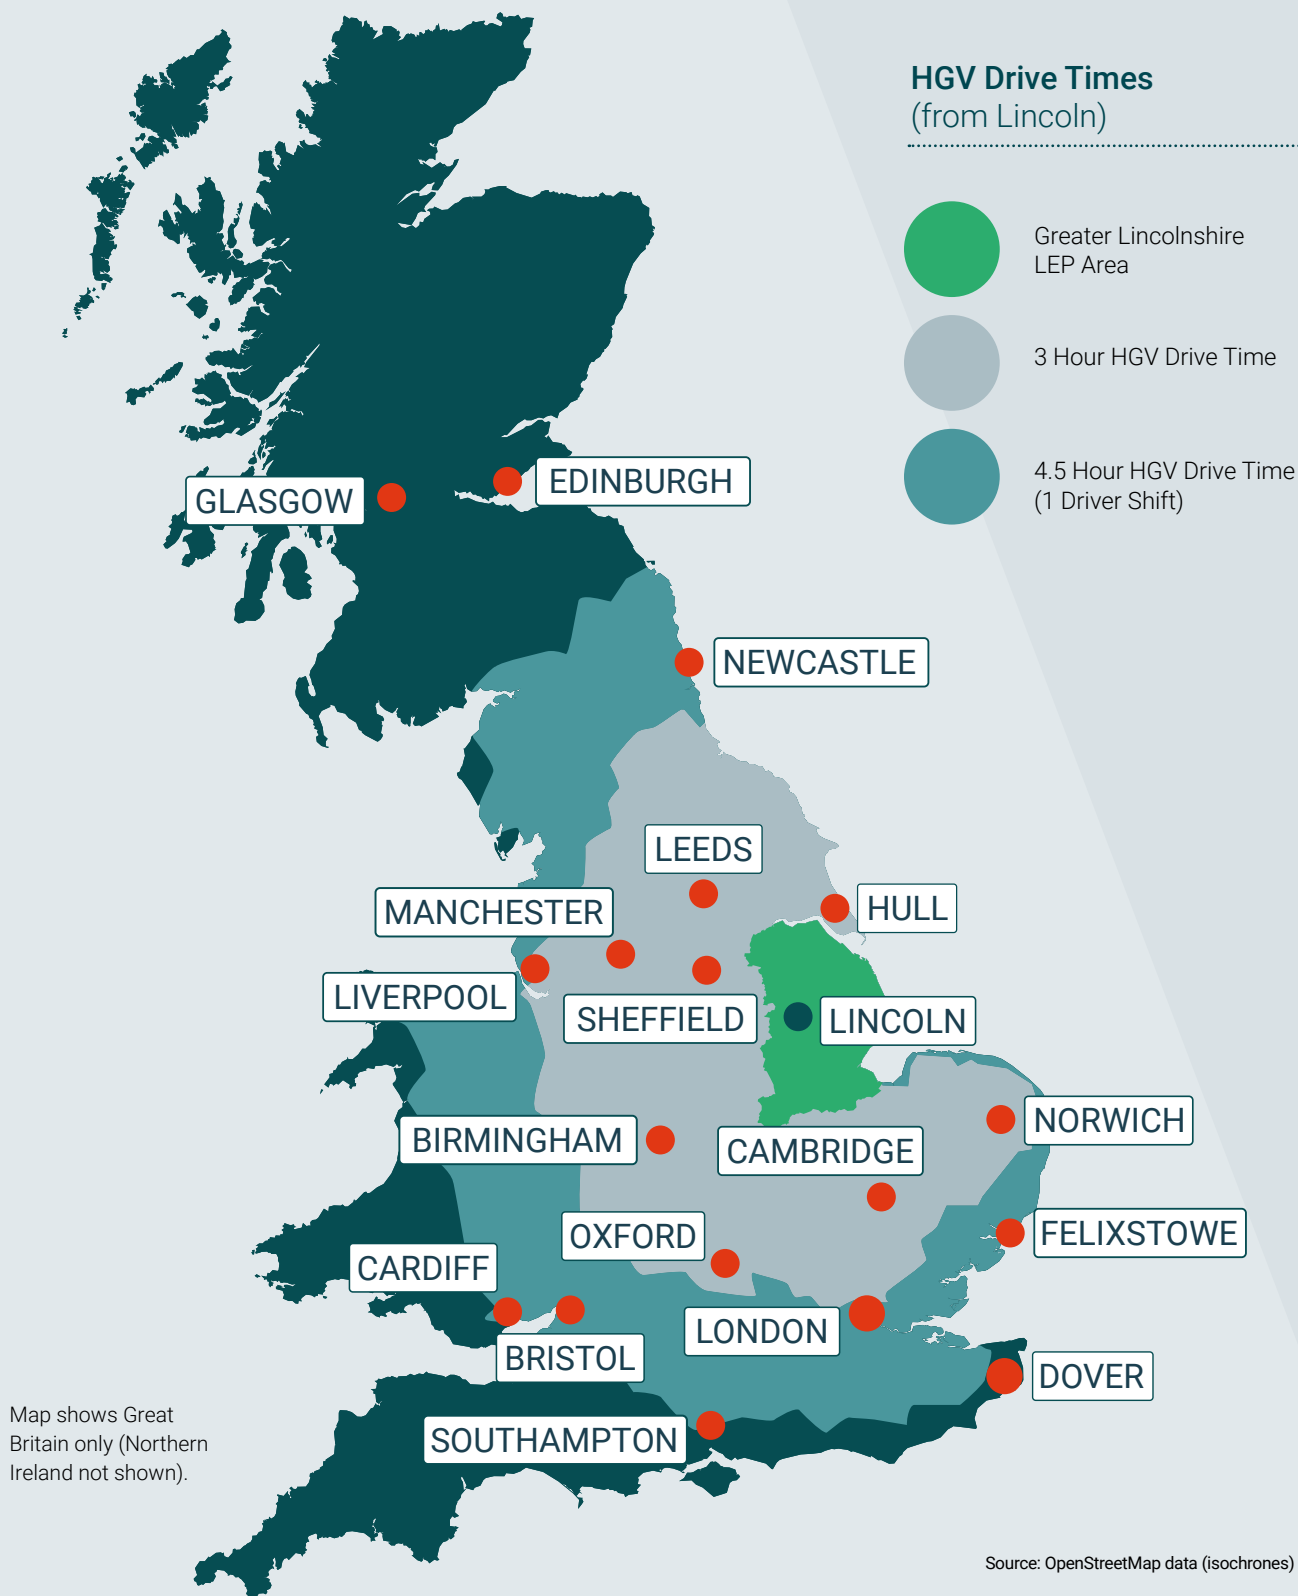 HGV Drive Times
(from Lincoln)
Greater Lincolnshire
LEP Area
3 Hour HGV Drive Time
4.5 Hour HGV Drive Time
(1 Driver Shift)
EDINBURGH
GLASGOW
NEWCASTLE
LEEDS
MANCHESTER
HULL
LIVERPOOL
SHEFFIELD
LINCOLN
NORWICH
BIRMINGHAM
CAMBRIDGE
OXFORD
FELIXSTOWE
CARDIFF
LONDON
BRISTOL
DOVER
SOUTHAMPTON
Map shows Great
Britain only (Northern
Ireland not shown).
Source: OpenStreetMap data (isochrones)